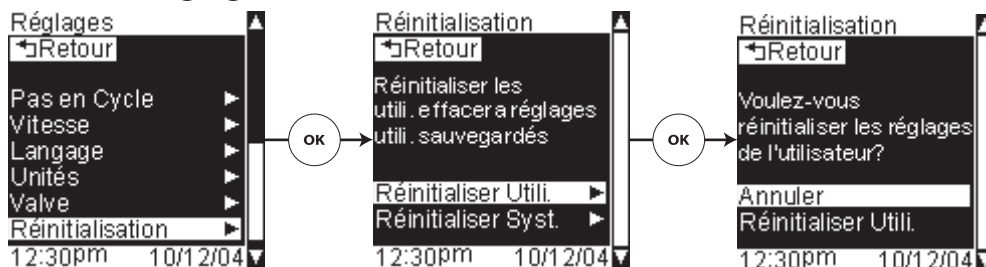 Réglages
Retour
Pas en Cycle
Vitesse
Langage
Unités
Valve
Réinitialisation
12:30pm 10/12/04
OK
Réinitialisation
Retour
Réinitialiser les
utili.effacera réglages
utili.sauvegardés
Réinitialiser Utili.
Réinitialiser Syst.
12:30pm 10/12/04
OK
Réinitialisation
Retour
Voulez-vous
réinitialiser les réglages
de l'utilisateur?
Annuler
Réinitialiser Utili.
12:30pm 10/12/04